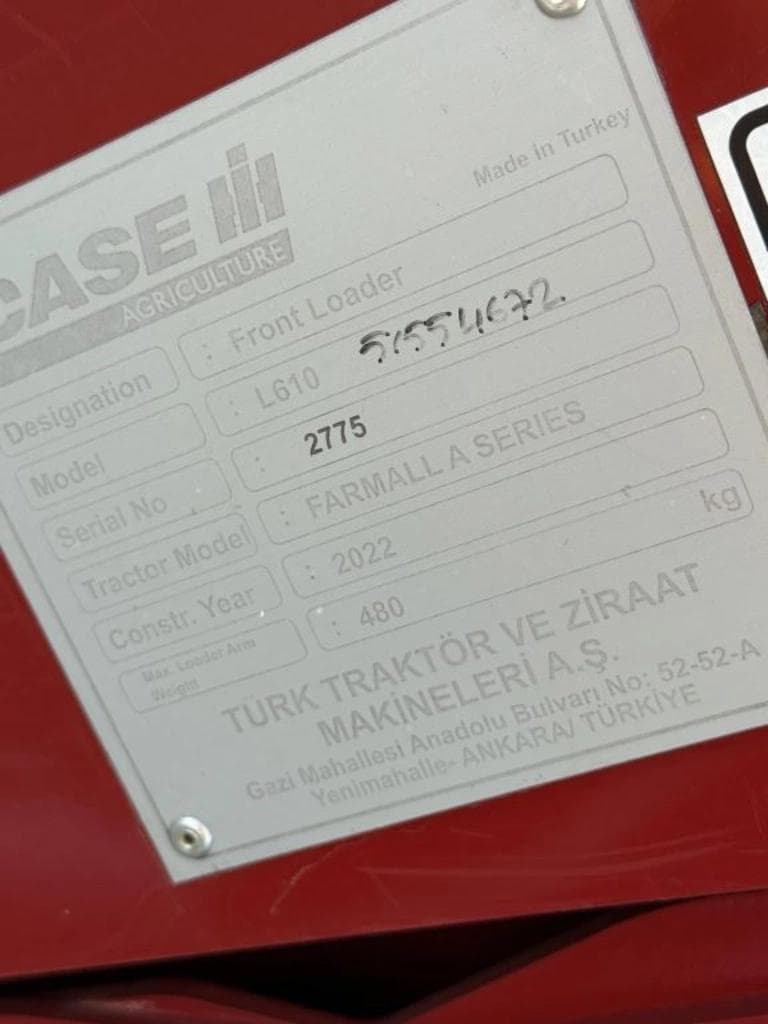 CASE IH
AGRICULTURE
Made in Turkey
Designation : Front Loader
Model : L610 51554672
Serial No : 2775
Tractor Model : FARMALL A SERIES
Constr. Year : 2022
Max. Loader Arm Weight : 480 kg
TÜRK TRAKTÖR VE ZİRAAT
MAKİNELERİ A.Ş.
Gazi Mahallesi Anadolu Bulvarı No: 52-52-A
Yenimahalle- ANKARA/ TÜRKİYE